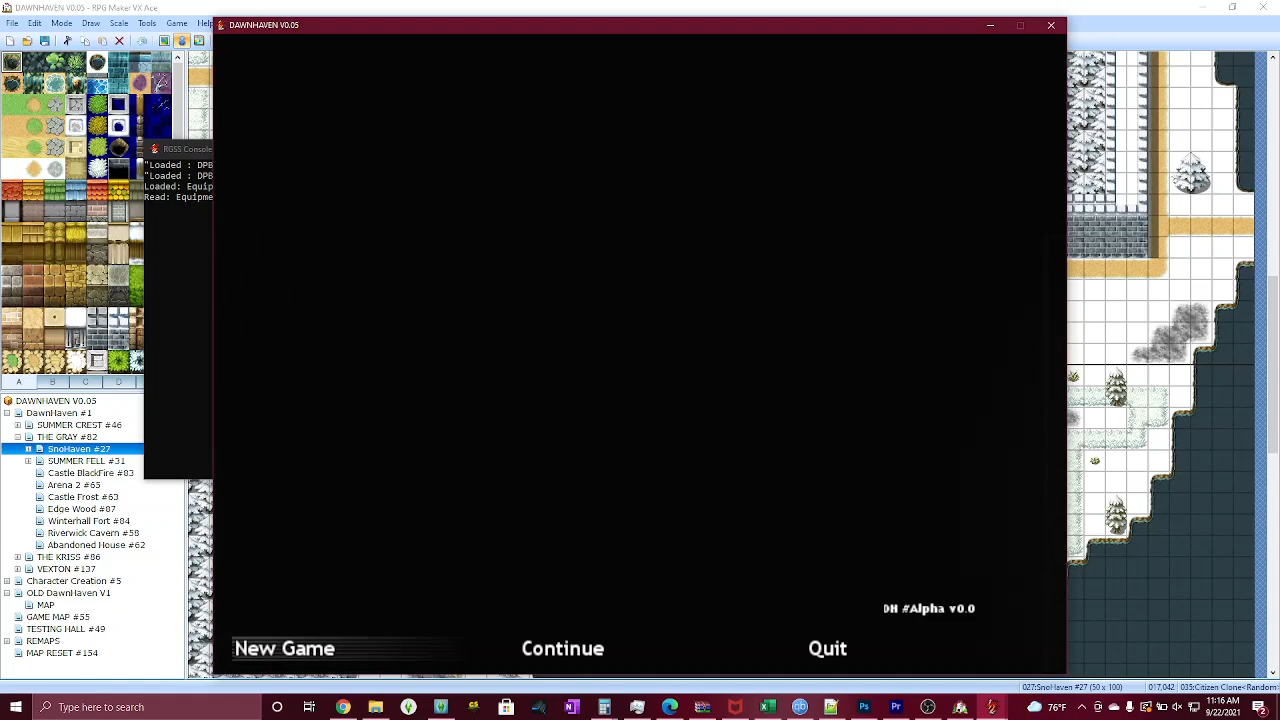 DAWNHAVEN V0.05 - RPG Maker VX Ace
File Edit Mode Draw Scale Tools Game Help
DAWNHAVEN V0.05
RGSS Console
"Loaded : DPB
"Loaded : DPB
Loaded: Equip
Read: Equipme
A B C D
DAWNHAVEN V0.05
DawnHaven #1
SUMMER CREST #46
THE GRAY #82
SnoHaven #27
SUMMER FELL #31
Castle BlackFire #83
Arena 2 #65
Castle Frost #63
Edge Wood #87
Winterhall Fort #84
Riverwick Cavern #58
Abandoned House #62
THE KRISS #86
VEXTON #137
Character #5
OLD DawnHaven V1
MAP
GAME MAP #55
TESTING HALL #49
REMAPS
MAP RESET #154
DH #Alpha v0.0
New Game Continue Quit
027:SnoHaven #27 (50 x 100) 017,042 035:Citizen Clone<Random>
Type here to search
76°F
11:16 AM
9/22/2021
2